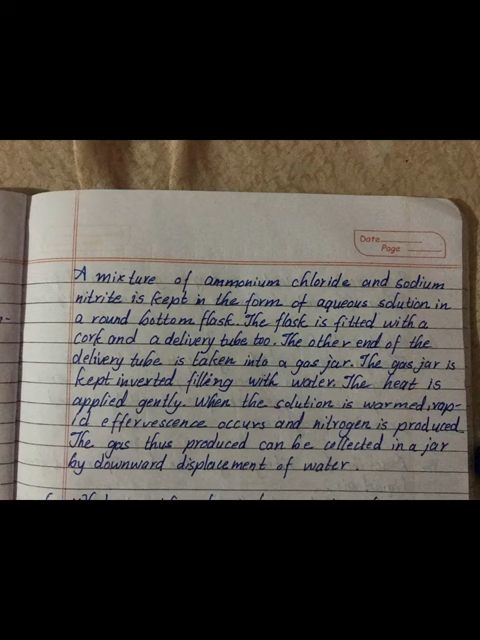 Date
Page
A mixture of ammonium chloride and sodium
nitrite is kept in the form of aqueous solution in
a round bottom flask. The flask is fitted with a
cork and a delivery tube too. The other end of the
delivery tube is taken into a gas jar. The gas jar is
kept inverted filling with water. The heat is
applied gently. When the solution is warmed, rap-
id effervescence occurs and nitrogen is produced.
The gas thus produced can be collected in a jar
by downward displacement of water.